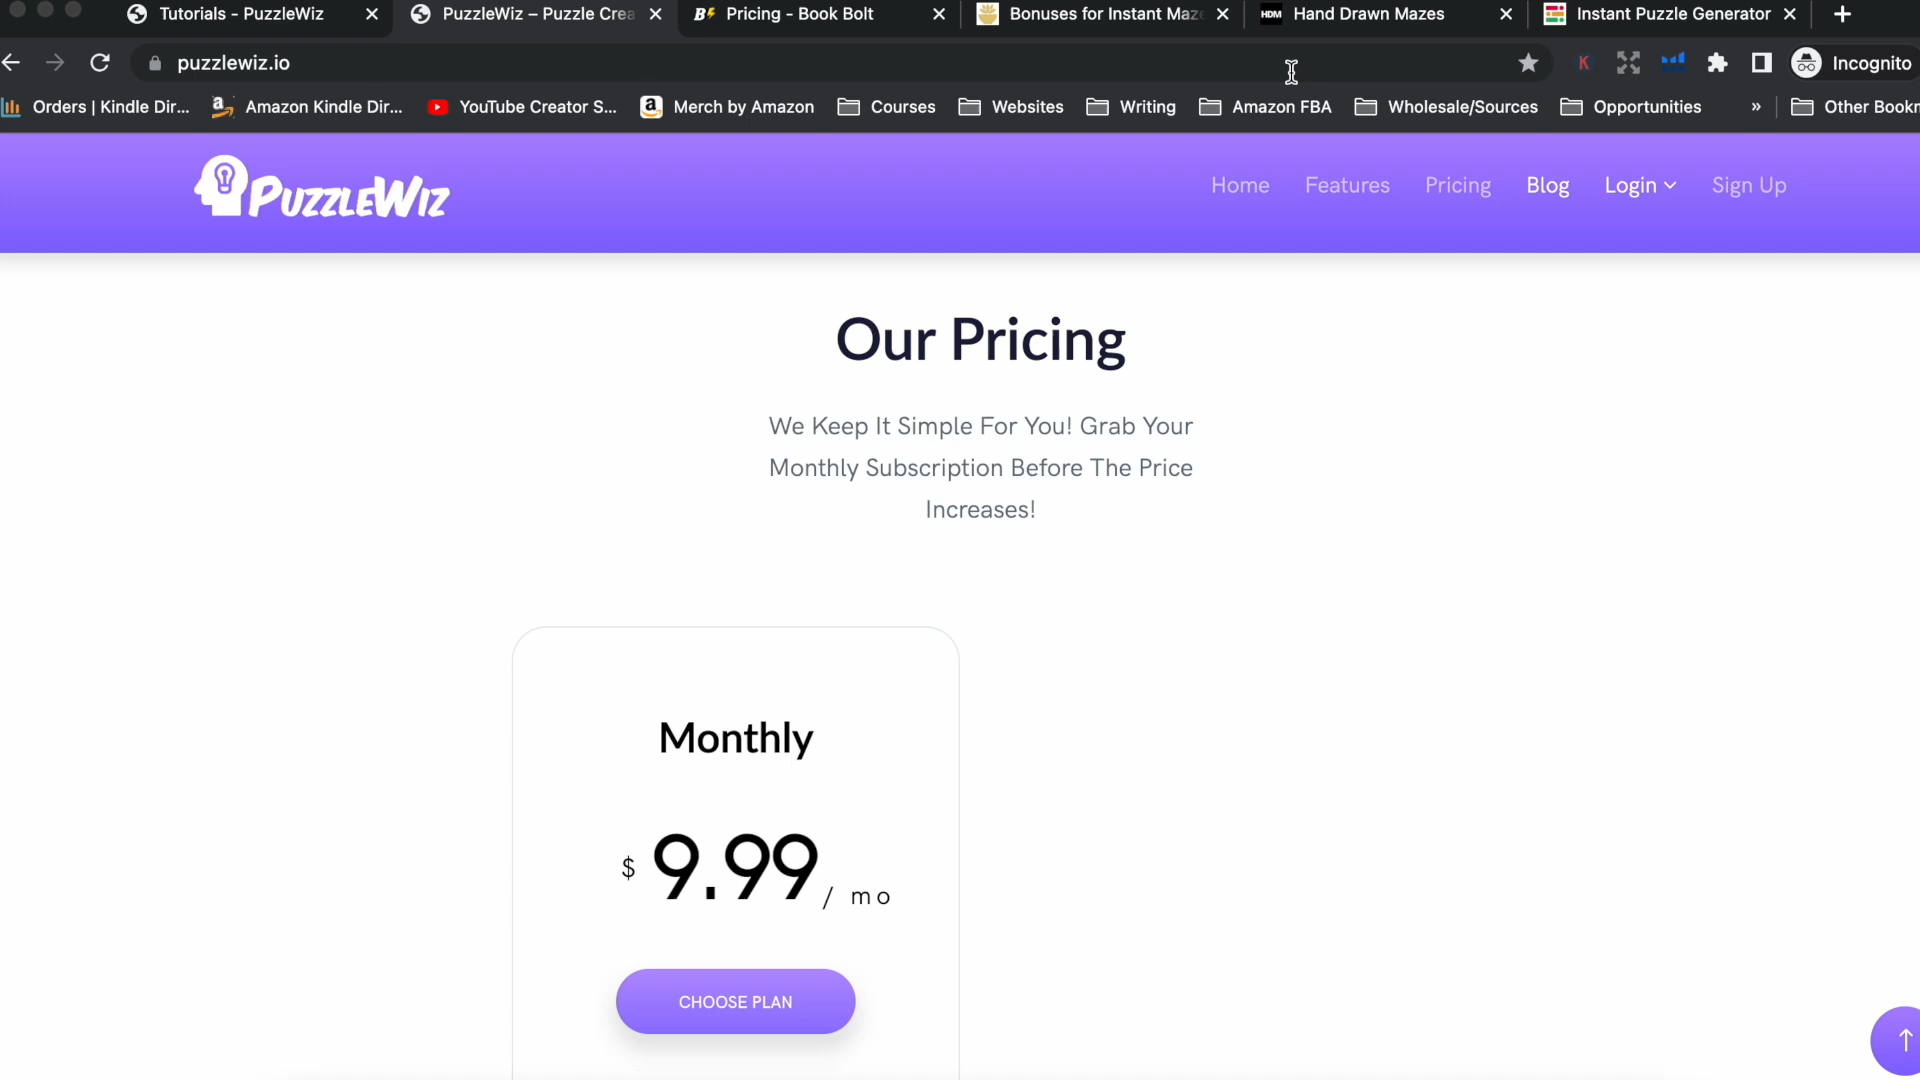 Tutorials - PuzzleWiz
PuzzleWiz – Puzzle Crea
Pricing - Book Bolt
Bonuses for Instant Maze
HDM Hand Drawn Mazes
Instant Puzzle Generator
puzzlewiz.io
K
Incognito
Orders | Kindle Dir...
Amazon Kindle Dir...
YouTube Creator S...
Merch by Amazon
Courses
Websites
Writing
Amazon FBA
Wholesale/Sources
Opportunities
»
Other Bookm
PUZZLEWIZ
Home
Features
Pricing
Blog
Login
Sign Up
Our Pricing
We Keep It Simple For You! Grab Your
Monthly Subscription Before The Price
Increases!
Monthly
$ 9.99 / mo
CHOOSE PLAN